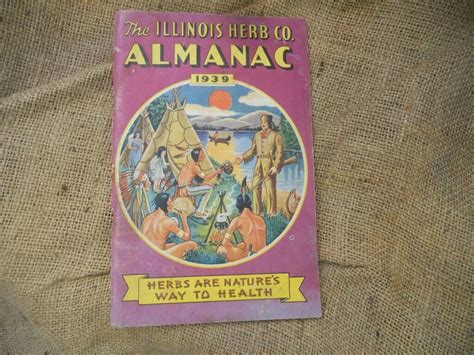 The ILLINOIS HERB CO.
ALMANAC
1939
HERBS ARE NATURE'S
WAY TO HEALTH